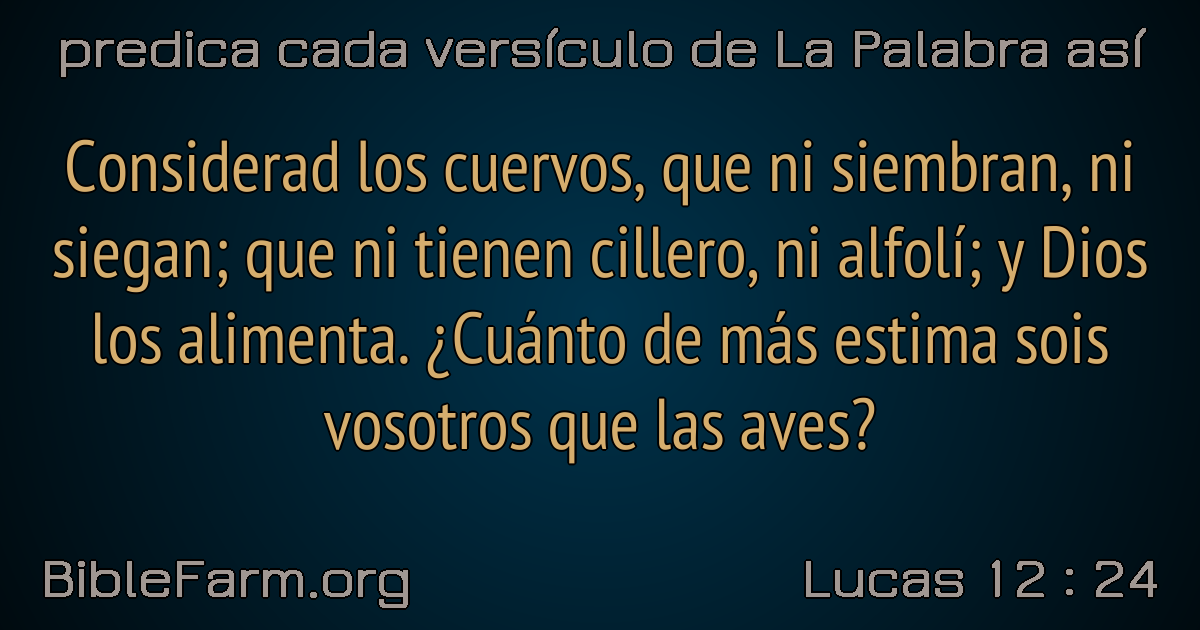 predica cada versículo de La Palabra así
Considerad los cuervos, que ni siembran, ni
siegan; que ni tienen cillero, ni alfolí; y Dios
los alimenta. ¿Cuánto de más estima sois
vosotros que las aves?
BibleFarm.org
Lucas 12 : 24